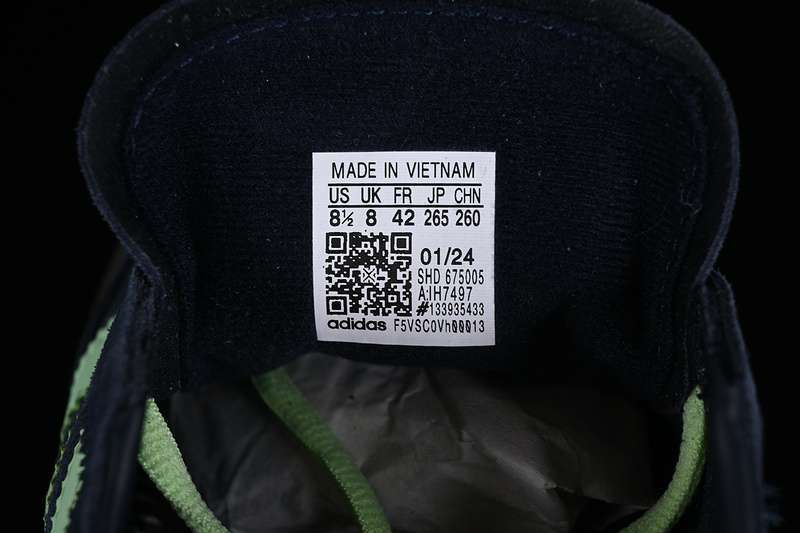 MADE IN VIETNAM
US UK FR JP CHN
8½ 8 42 265 260
01/24
SHD 675005
A:IH7497
#133935433
adidas F5VSC0Vh00013